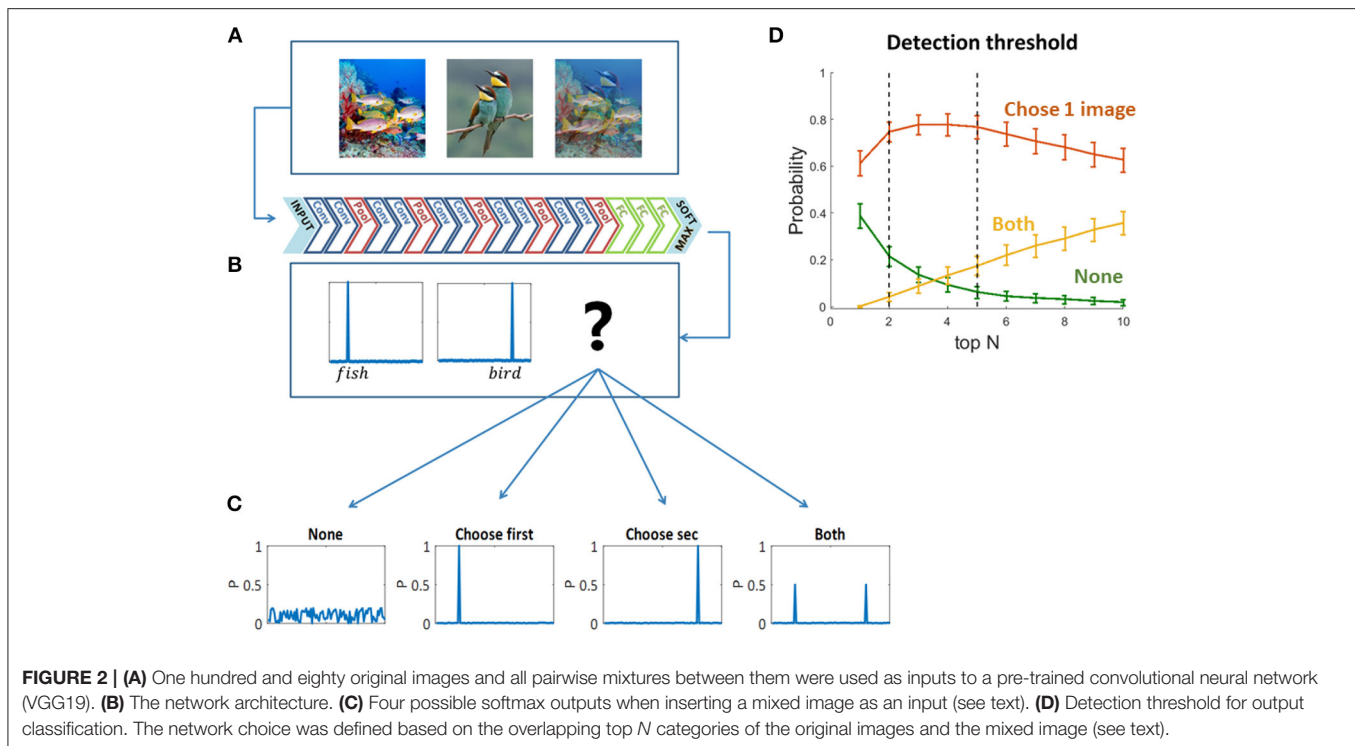 (A)
INPUT Conv Conv Pool Conv Conv Pool Conv Conv Pool Conv Conv Pool Conv Conv Pool FC FC FC SOFT MAX
(B)
fish
bird
?
(C)
None
Choose first
Choose sec
Both
P
1
0.5
0
P
1
0.5
0
P
1
0.5
0
P
1
0.5
0
(D)
Detection threshold
Chose 1 image
Both
None
Probability
1
0.8
0.6
0.4
0.2
0
0
2
4
6
8
10
top N
FIGURE 2 | (A) One hundred and eighty original images and all pairwise mixtures between them were used as inputs to a pre-trained convolutional neural network
(VGG19). (B) The network architecture. (C) Four possible softmax outputs when inserting a mixed image as an input (see text). (D) Detection threshold for output
classification. The network choice was defined based on the overlapping top N categories of the original images and the mixed image (see text).